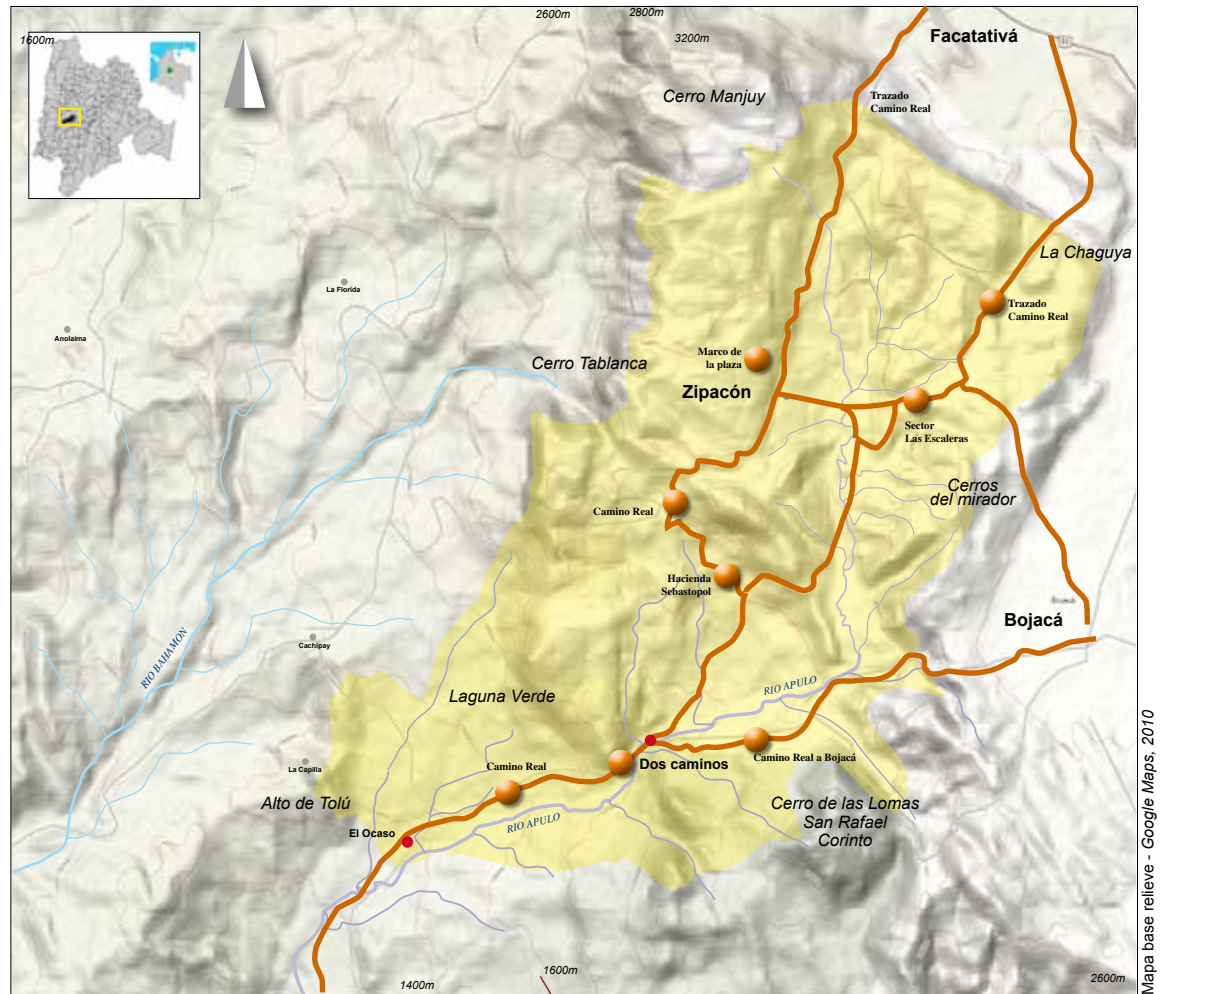 2600m
2800m
3200m
1600m
Facatativá
Cerro Manjuy
Trazado
Camino Real
La Chaguya
La Florida
Trazado
Camino Real
Anolaima
Marco de
la plaza
Cerro Tablanca
Zipacón
Sector
Las Escaleras
Cerros
del mirador
Camino Real
Hacienda
Sebastopol
Bojacá
Bojacá
Cachipay
RIO BAHAMON
RIO APULO
Laguna Verde
Camino Real
Dos caminos
Camino Real a Bojacá
La Capilla
Alto de Tolú
Cerro de las Lomas
San Rafael
Corinto
El Ocaso
RIO APULO
1400m
1600m
2600m
Mapa base relieve - Google Maps, 2010